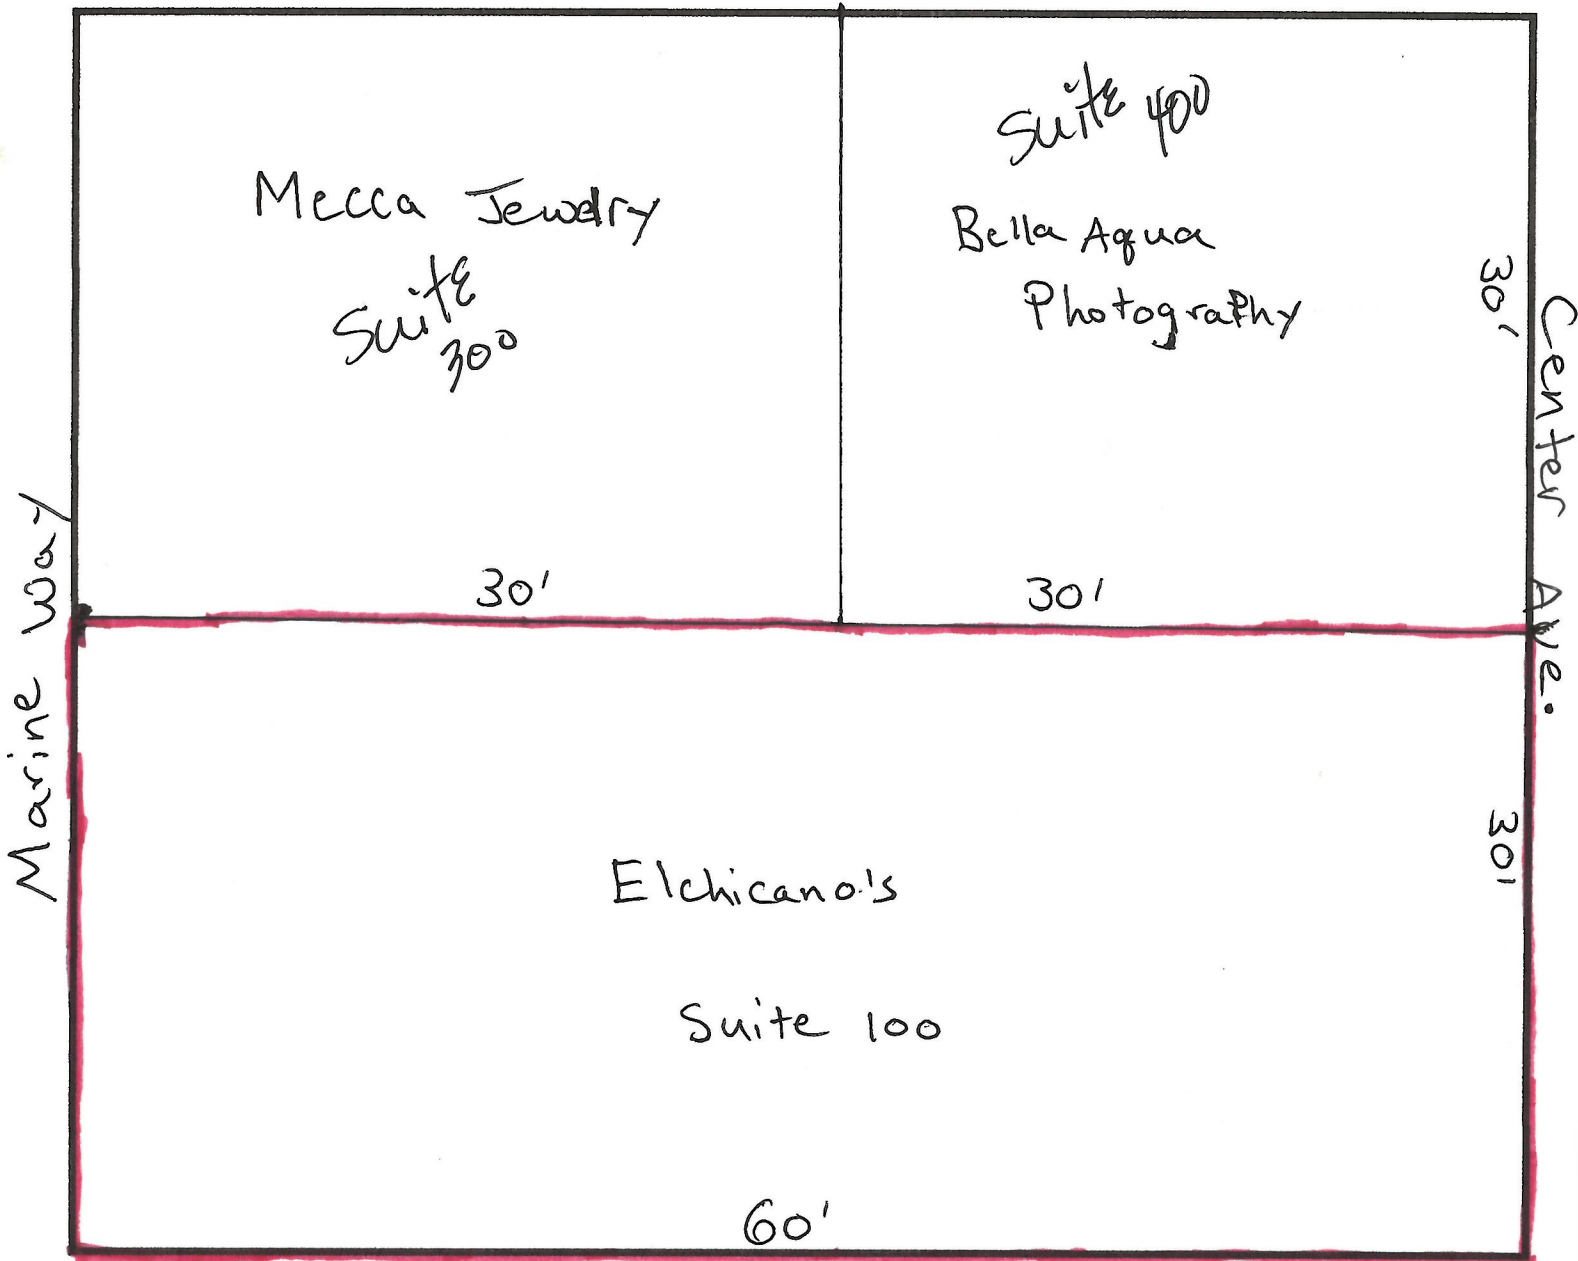 Mecca Jewelry
Suite
300
Suite 400
Bella Aqua
Photography
30'
Center Ave.
30'
30'
Marine Way
30'
Elchicano's
Suite 100
60'